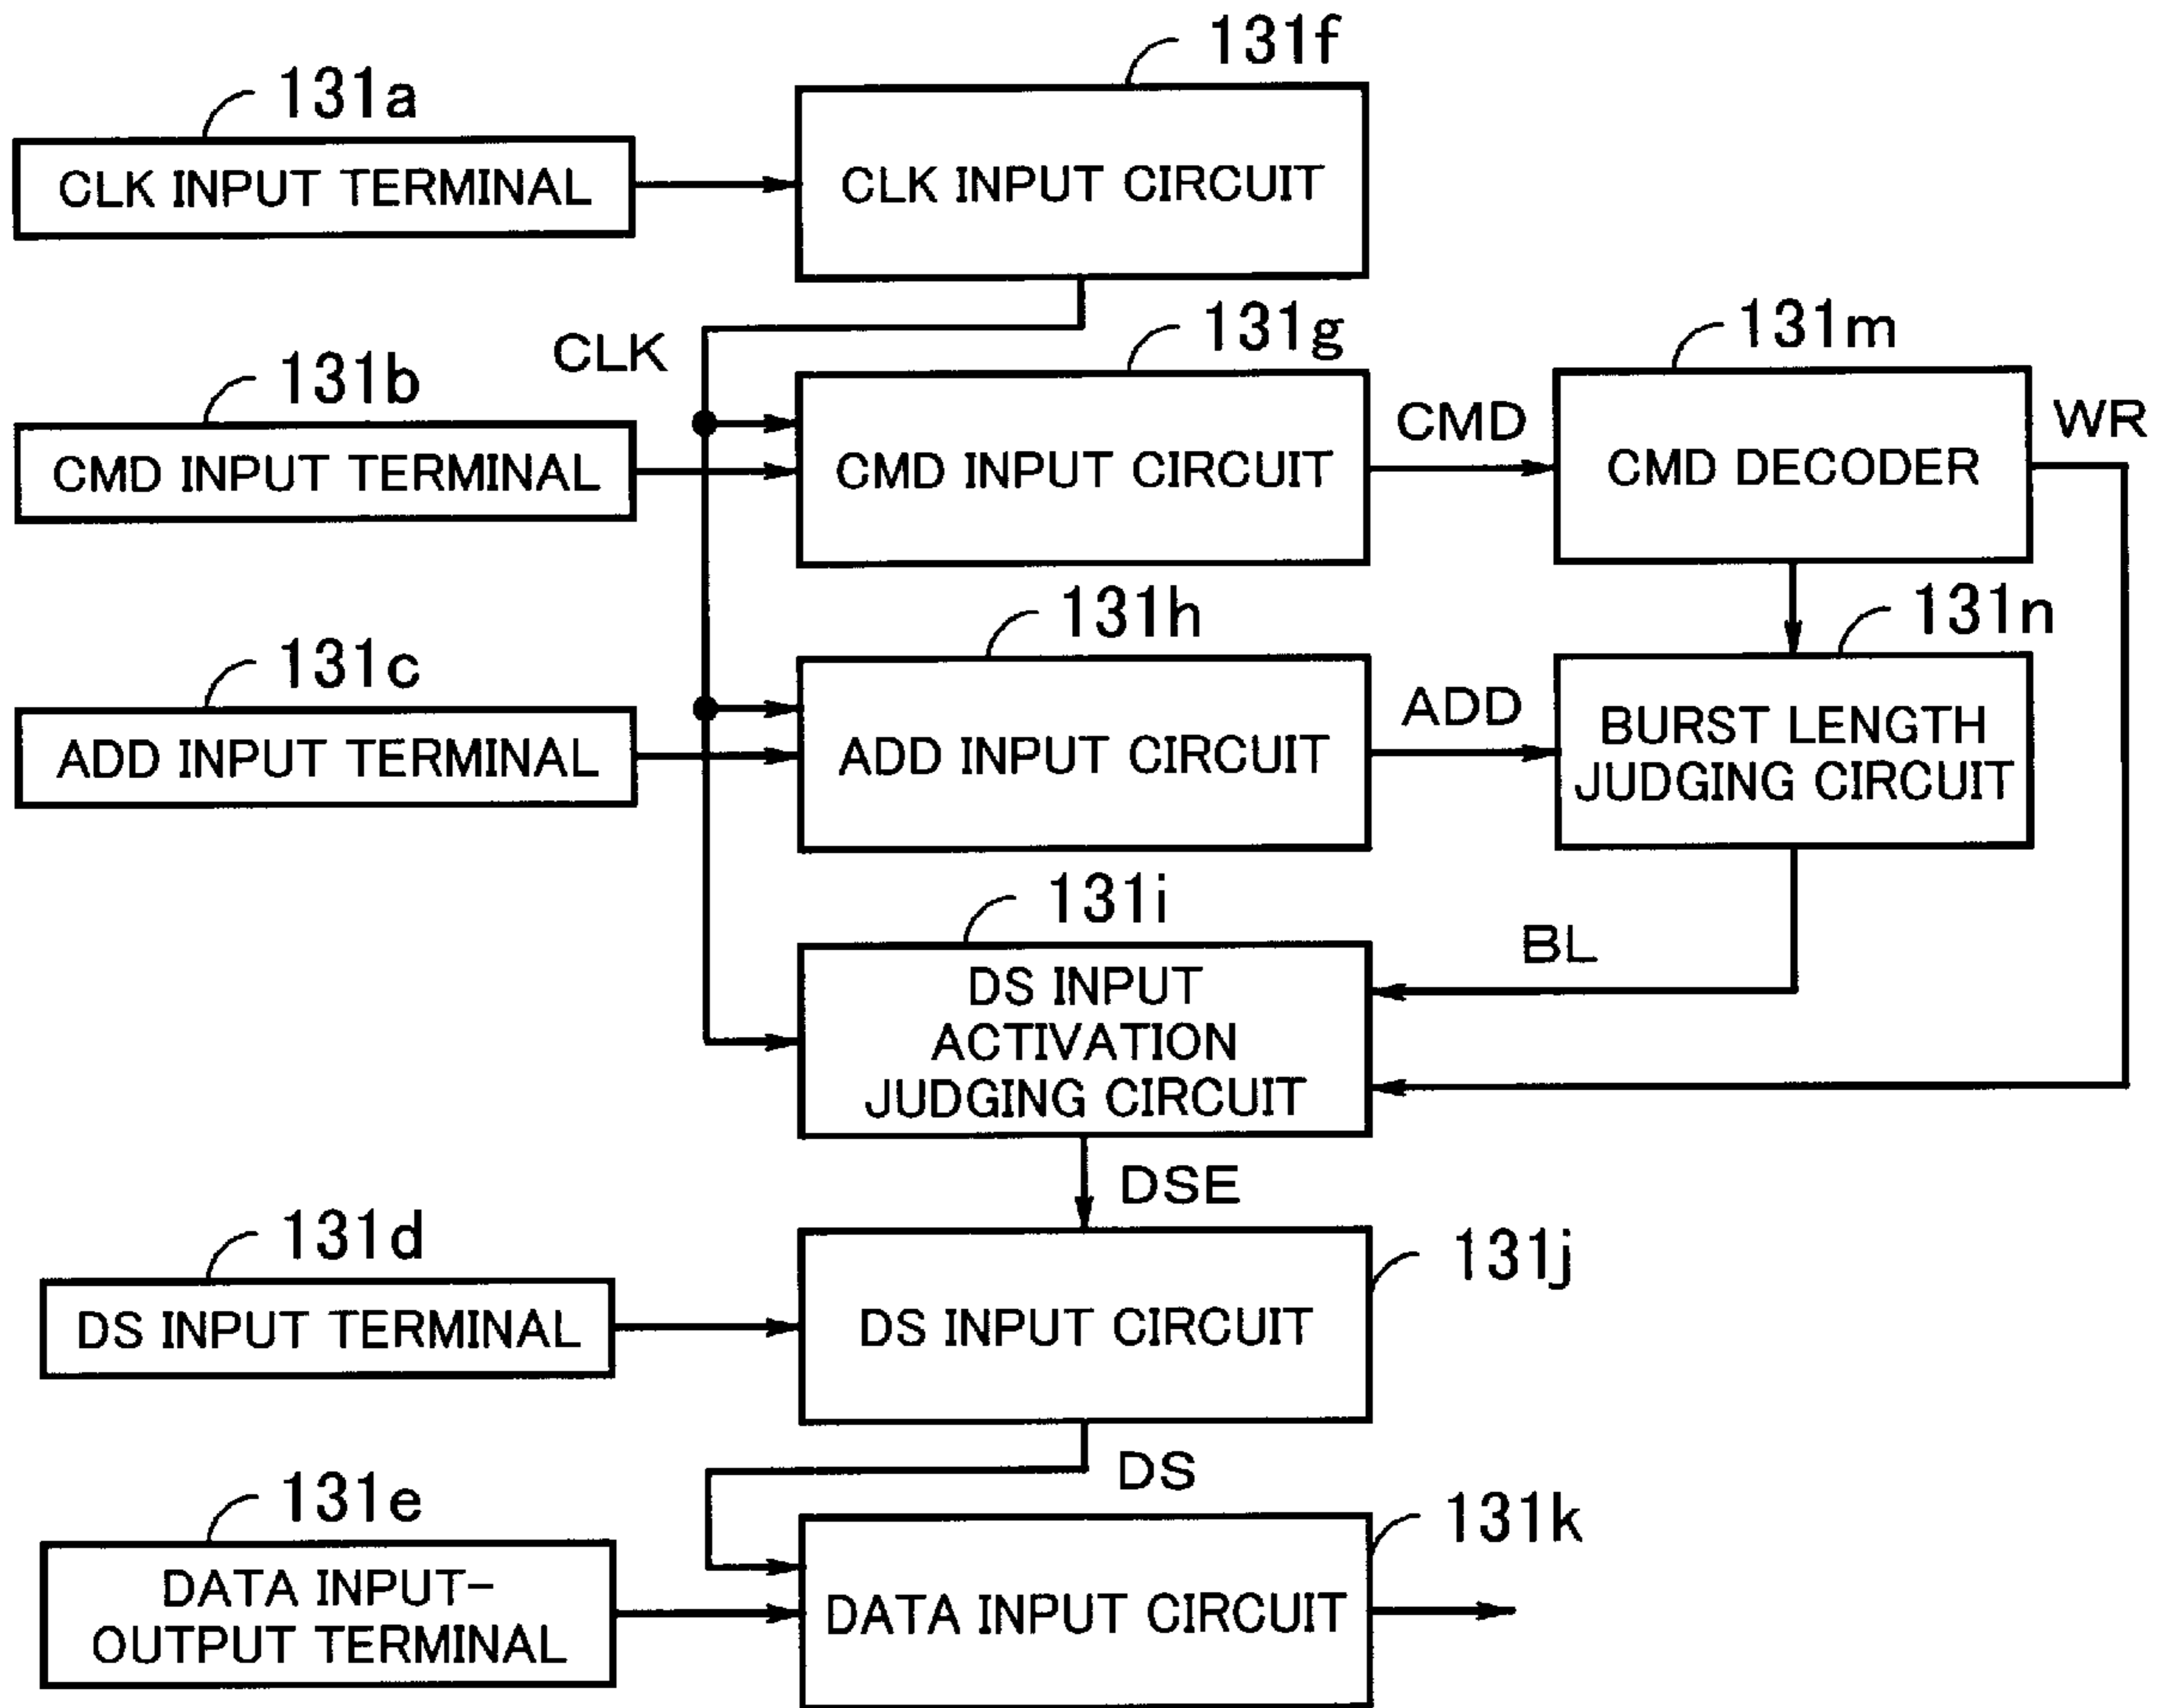 131f
131a
CLK INPUT TERMINAL
CLK INPUT CIRCUIT
131g
131m
CLK
131b
CMD
WR
CMD INPUT TERMINAL
CMD INPUT CIRCUIT
CMD DECODER
131h
131n
131c
ADD
ADD INPUT TERMINAL
ADD INPUT CIRCUIT
BURST LENGTH
JUDGING CIRCUIT
131i
BL
DS INPUT
ACTIVATION
JUDGING CIRCUIT
DSE
131d
131j
DS INPUT TERMINAL
DS INPUT CIRCUIT
DS
131e
131k
DATA INPUT-
OUTPUT TERMINAL
DATA INPUT CIRCUIT